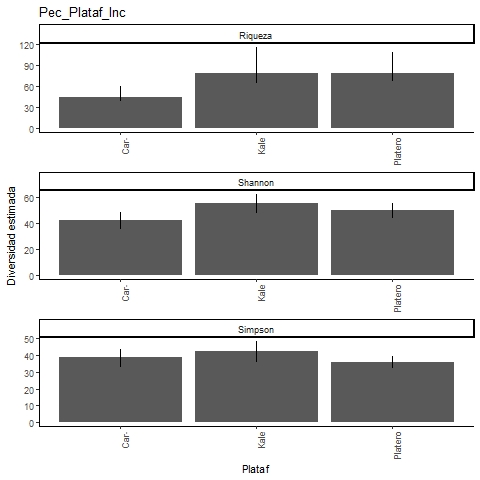 Pec_Plataf_Inc
Riqueza
120
90
60
30
0
Car-
Kale
Platero
Diversidad estimada
Shannon
60
40
20
0
Car-
Kale
Platero
Simpson
50
40
30
20
10
0
Car-
Kale
Platero
Plataf